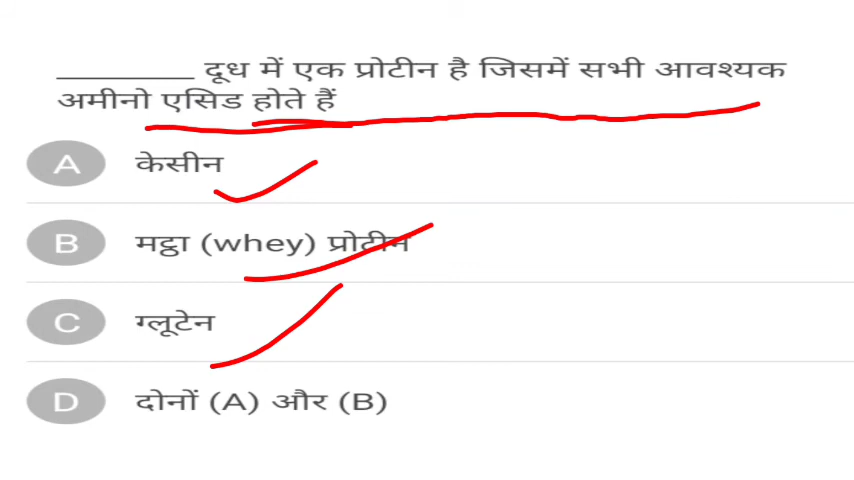 _________ दूध में एक प्रोटीन है जिसमें सभी आवश्यक
अमीनो एसिड होते हैं
A केसीन
B मट्ठा (whey) प्रोटीन
C ग्लूटेन
D दोनों (A) और (B)